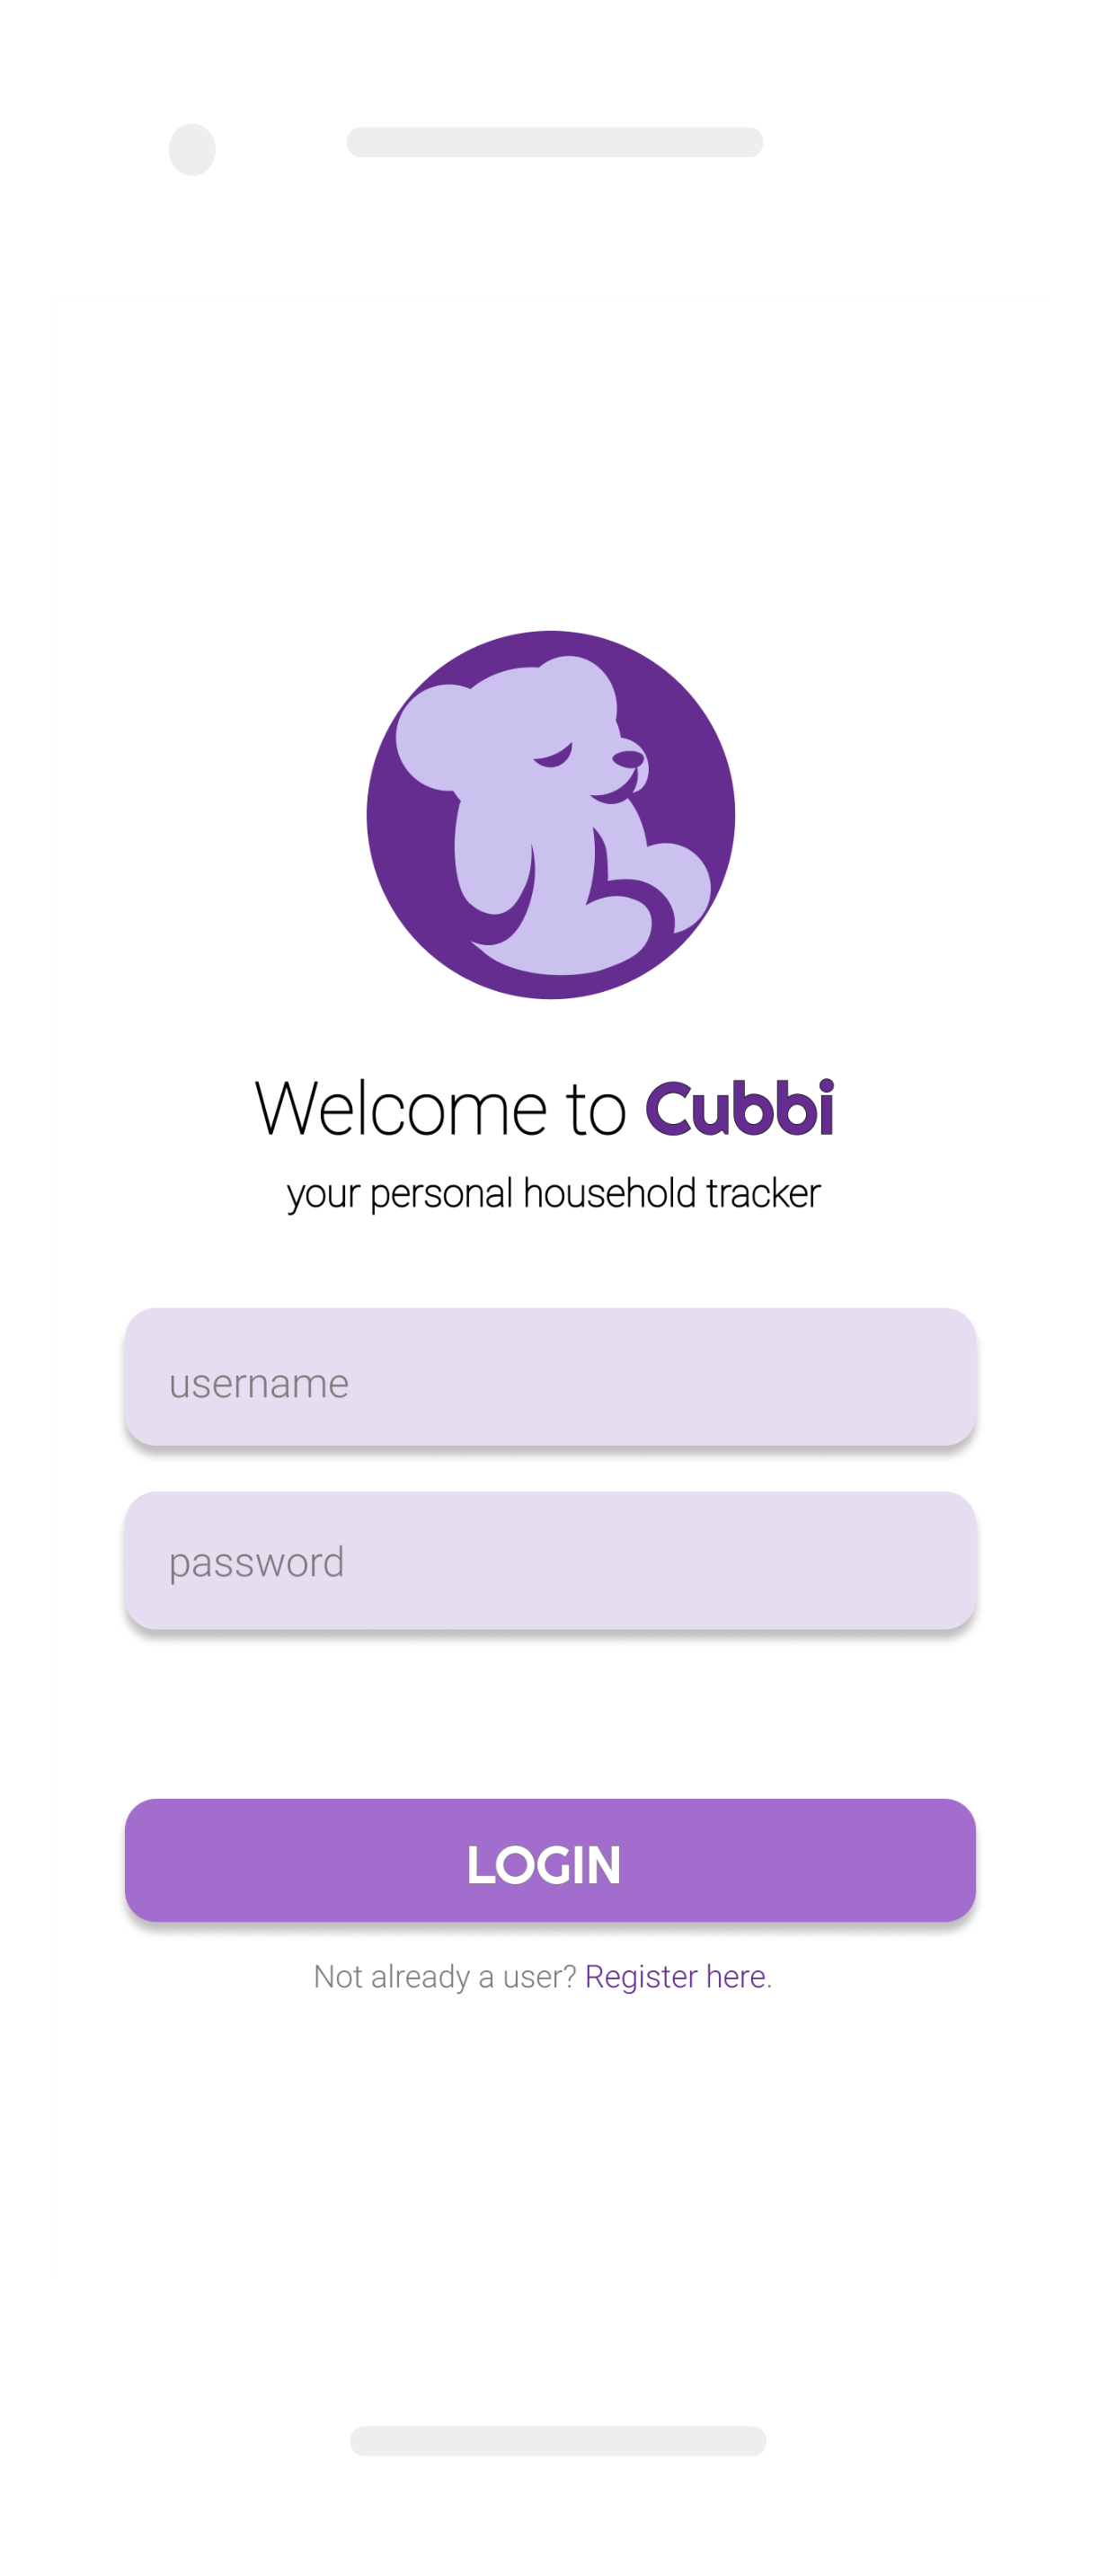 Welcome to Cubbi
your personal household tracker
username
password
LOGIN
Not already a user? Register here.